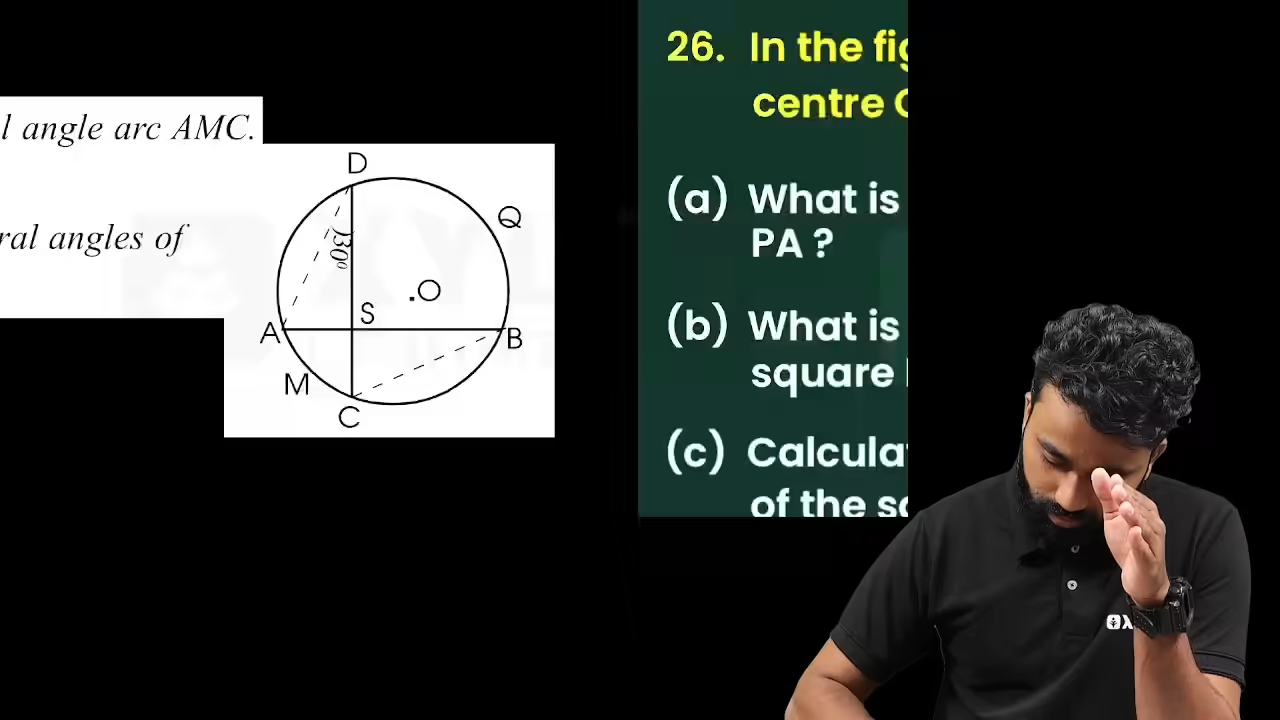 l angle arc AMC.
ral angles of
D
Q
30º
.O
S
A
B
M
C
26. In the fig
centre
(a) What is
PA ?
(b) What is
square
(c) Calcula
of the s